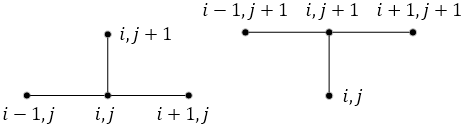 i − 1, j + 1 i, j + 1 i + 1, j + 1
i, j + 1
i, j
i − 1, j i, j i + 1, j